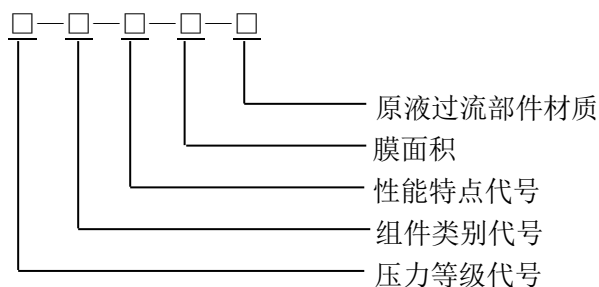 □—□—□—□—□
原液过流部件材质
膜面积
性能特点代号
组件类别代号
压力等级代号